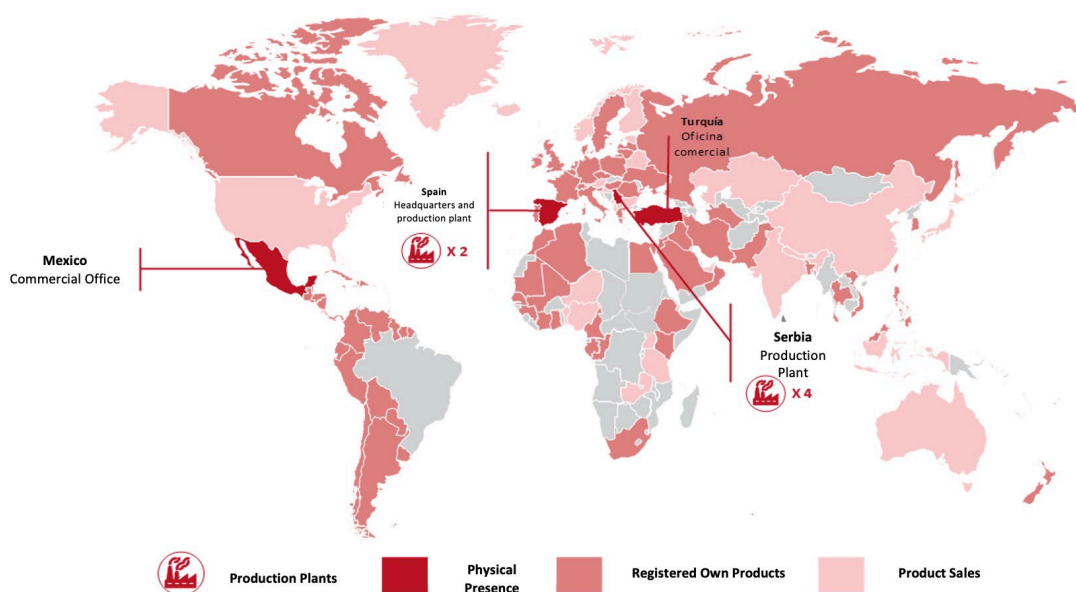 Turquía
Oficina
comercial
Spain
Headquarters and
production plant
X 2
Mexico
Commercial Office
Serbia
Production
Plant
X 4
Production Plants
Physical
Presence
Registered Own Products
Product Sales